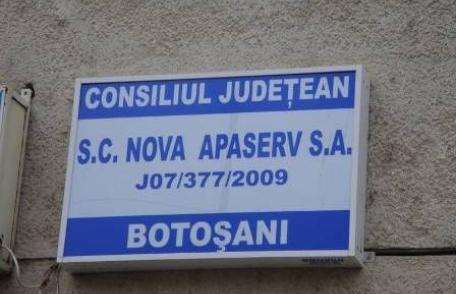 CONSILIUL JUDEȚEAN
S.C. NOVA APASERV S.A.
J07/377/2009
BOTOŞANI